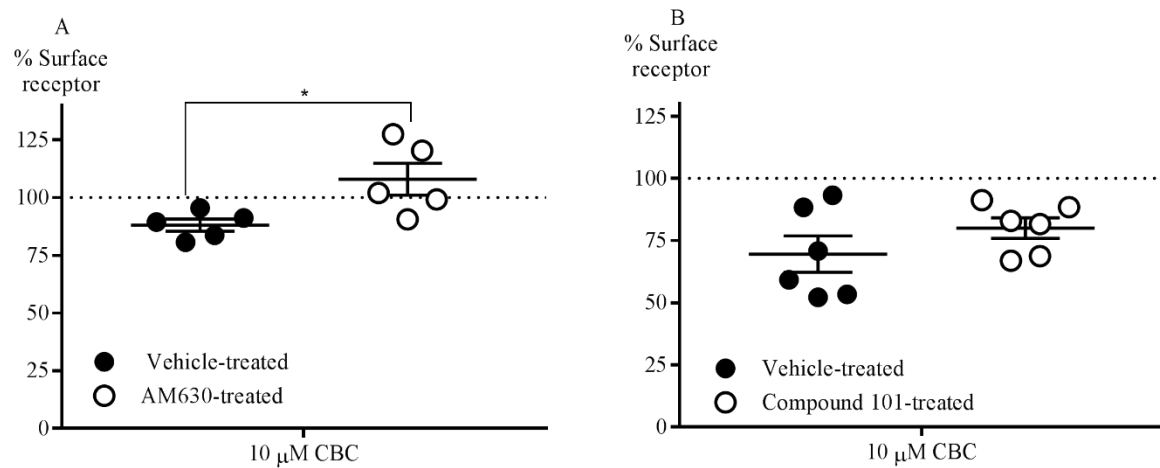 A
% Surface
receptor
*
125
100
75
50
25
0
Vehicle-treated
AM630-treated
10 μM CBC
B
% Surface
receptor
125
100
75
50
25
0
Vehicle-treated
Compound 101-treated
10 μM CBC